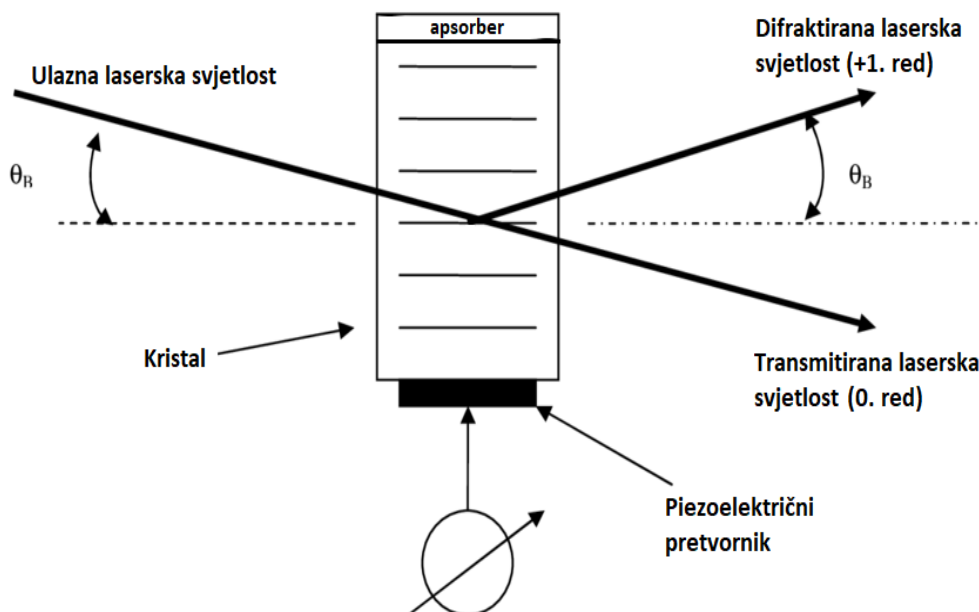 apsorber
Difraktirana laserska
svjetlost (+1. red)
Ulazna laserska svjetlost
θB
θB
Kristal
Transmitirana laserska
svjetlost (0. red)
Piezoelektrični
pretvornik